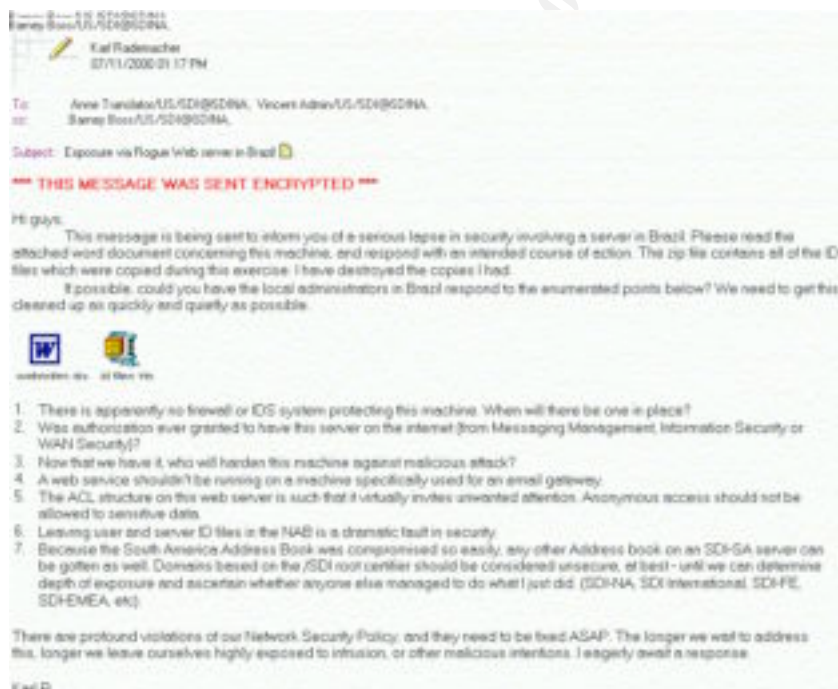 Barney Boss/US/SDI@SDINA,
Karl Rademacher
07/11/2000 01:17 PM
To: Anne Translator/US/SDI@SDINA, Vincent Admin/US/SDI@SDINA,
cc: Barney Boss/US/SDI@SDINA,
Subject: Exposure via Rogue Web server in Brazil
*** THIS MESSAGE WAS SENT ENCRYPTED ***
Hi guys,
This message is being sent to inform you of a serious lapse in security involving a server in Brazil. Please read the
attached word document concerning this machine, and respond with an intended course of action. The zip file contains all of the ID
files which were copied during this exercise. I have destroyed the copies I had.
If possible, could you have the local administrators in Brazil respond to the enumerated points below? We need to get this
cleaned up as quickly and quietly as possible.
1. There is apparently no firewall or IDS system protecting this machine. When will there be one in place?
2. Was authorization ever granted to have this server on the internet (from Messaging Management, Information Security or
WAN Security)?
3. Now that we have it, who will harden this machine against malicious attack?
4. A web service shouldn't be running on a machine specifically used for an email gateway.
5. The ACL structure on this web server is such that it virtually invites unwanted attention. Anonymous access should not be
allowed to sensitive data.
6. Leaving user and server ID files in the NAB is a dramatic fault in security.
7. Because the South America Address Book was compromised so easily, any other Address book on an SDI-SA server can
be gotten as well. Domains based on the /SDI root certifier should be considered unsecure, at best - until we can determine
depth of exposure and ascertain whether anyone else managed to do what I just did. (SDI-NA, SDI International, SDI-FE,
SDI-EMEA, etc).
There are profound violations of our Network Security Policy, and they need to be fixed ASAP. The longer we wait to address
this, longer we leave ourselves highly exposed to intrusion, or other malicious intentions. I eagerly await a response.
Karl R.